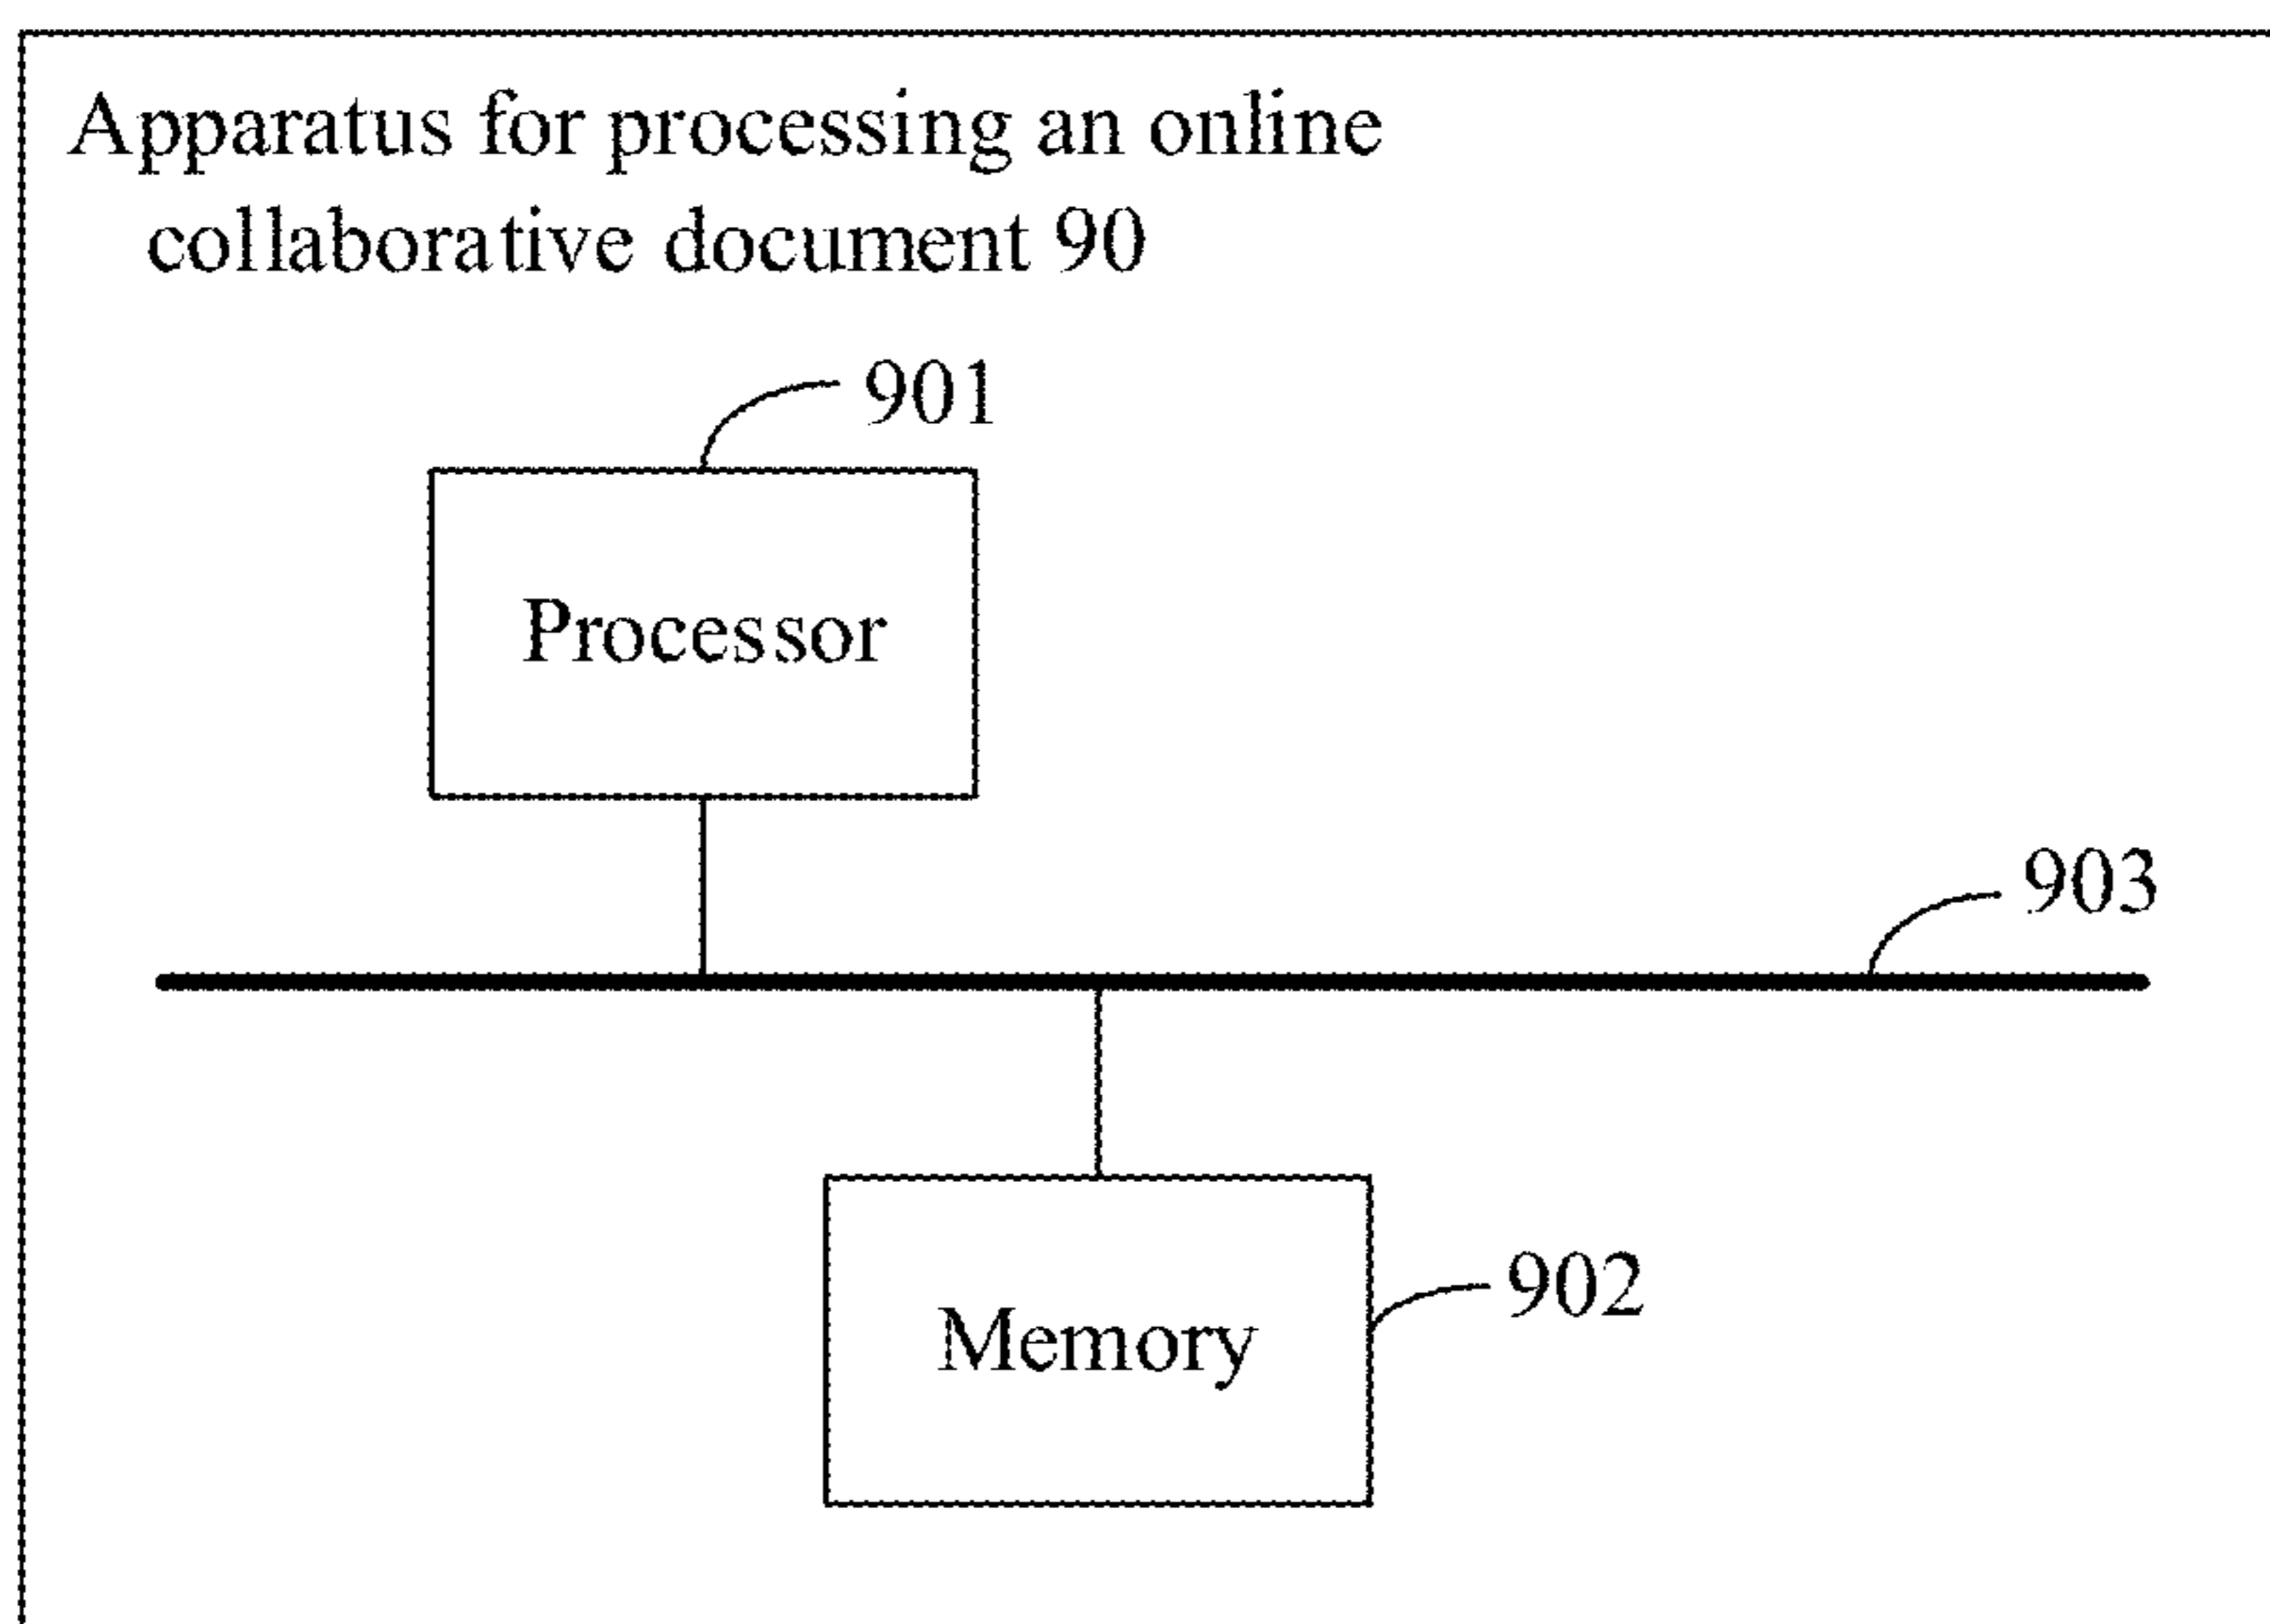 Apparatus for processing an online
collaborative document 90
901
Processor
903
902
Memory